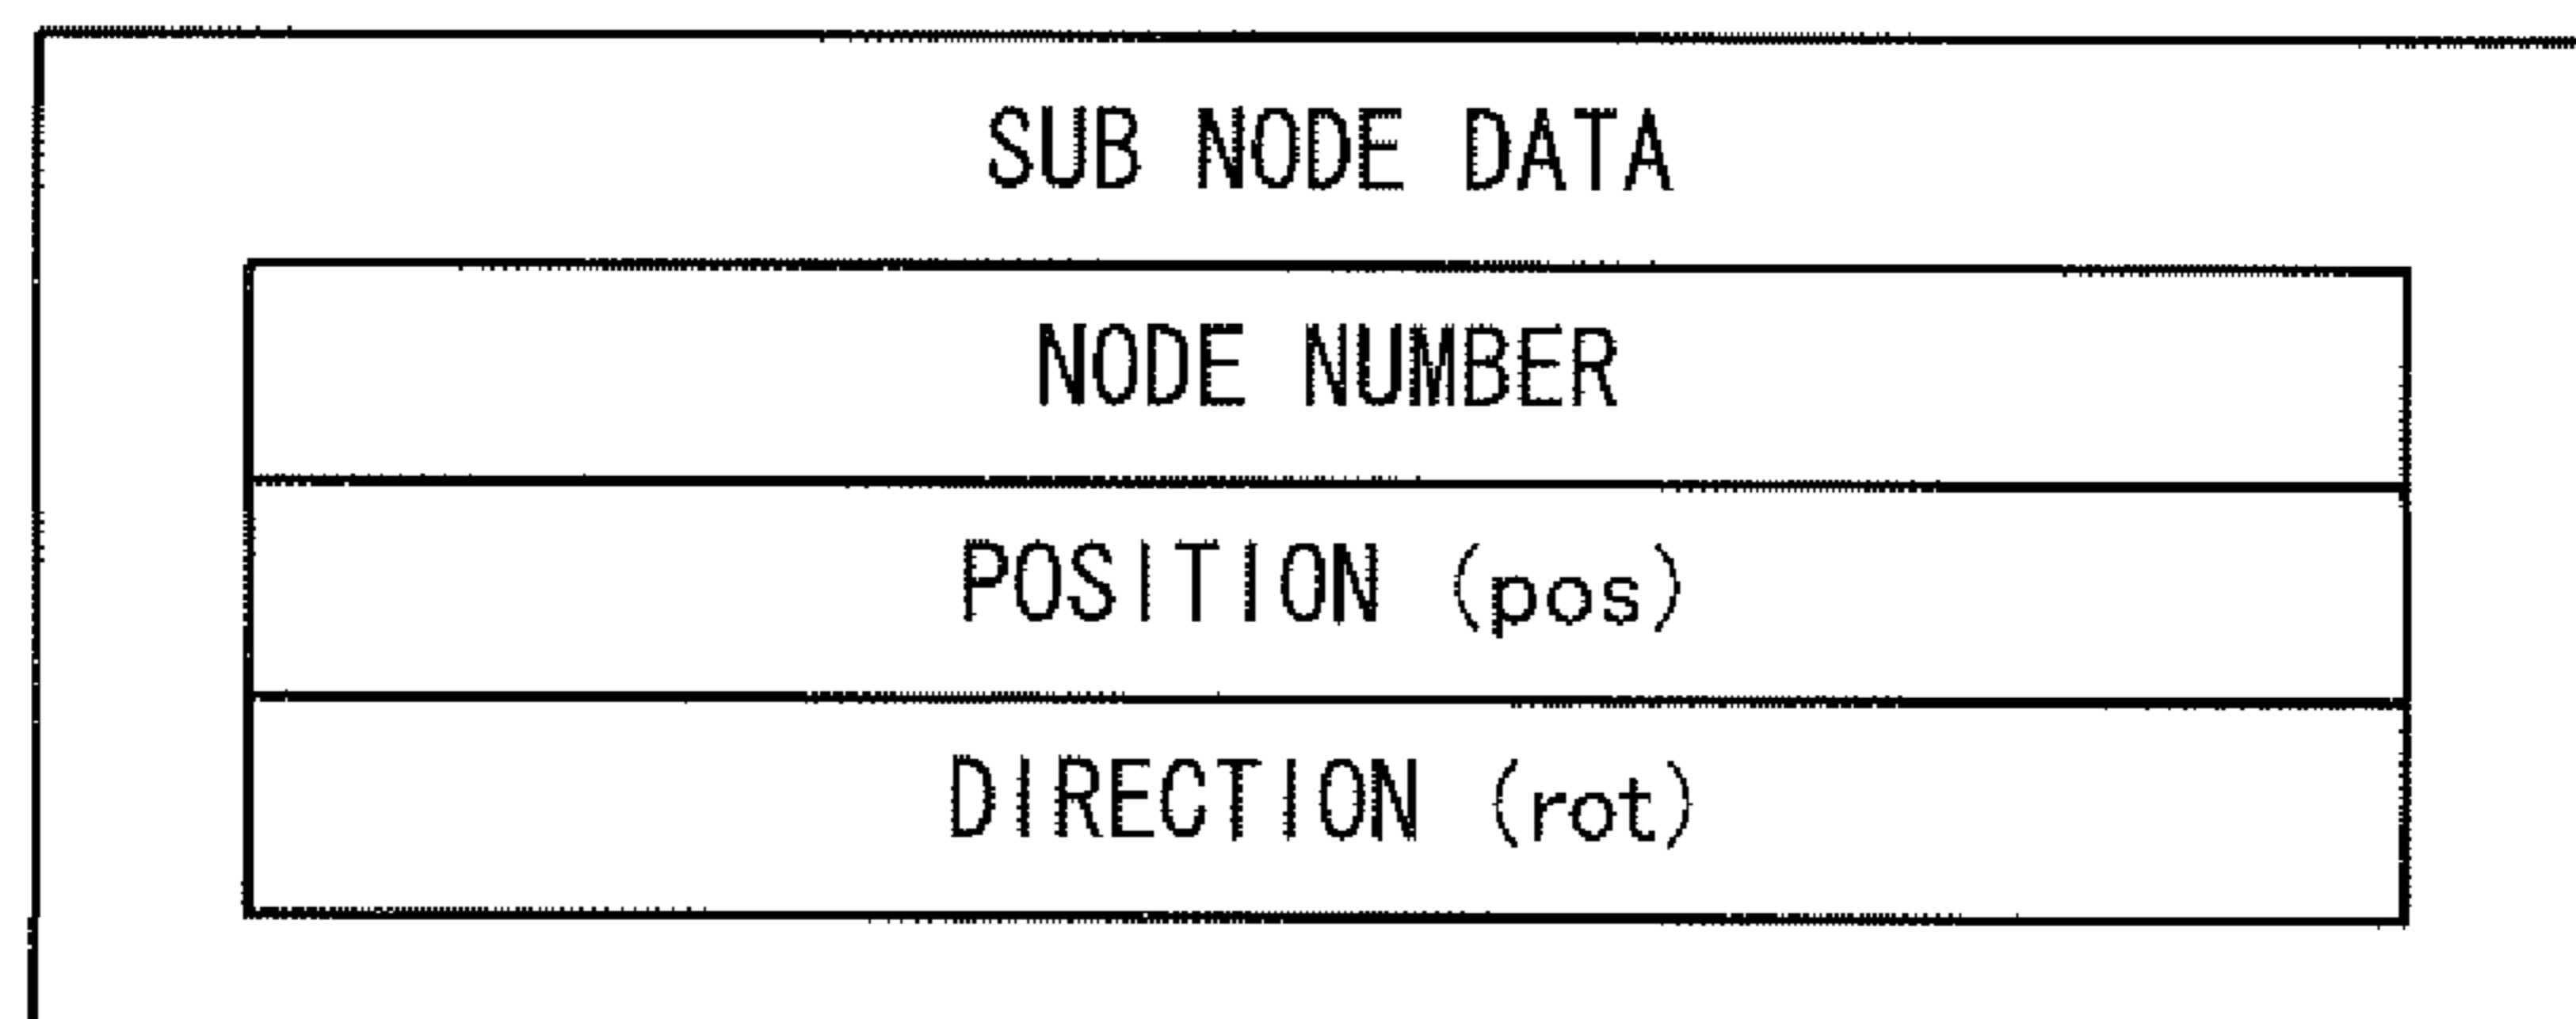 SUB NODE DATA
NODE NUMBER
POSITION (pos)
DIRECTION (rot)